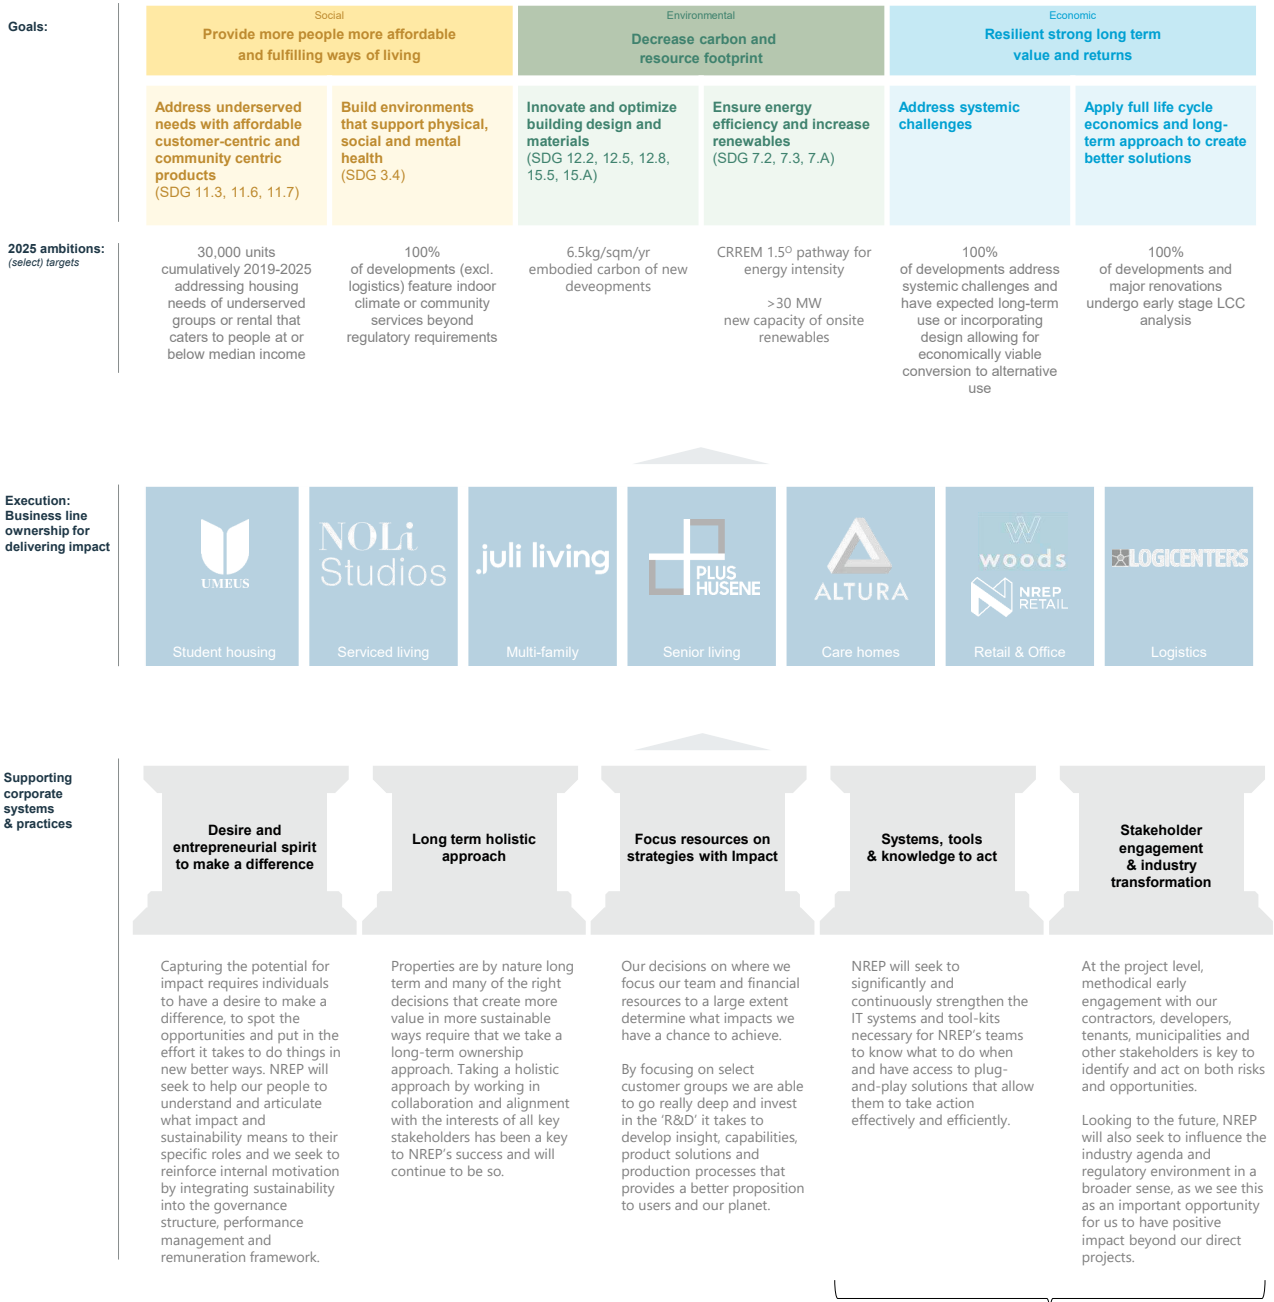 Goals:
Social
Provide more people more affordable
and fulfilling ways of living
Environmental
Decrease carbon and
resource footprint
Economic
Resilient strong long term
value and returns
Address underserved
needs with affordable
customer-centric and
community centric
products
(SDG 11.3, 11.6, 11.7)
Build environments
that support physical,
social and mental
health
(SDG 3.4)
Innovate and optimize
building design and
materials
(SDG 12.2, 12.5, 12.8,
15.5, 15.A)
Ensure energy
efficiency and increase
renewables
(SDG 7.2, 7.3, 7.A)
Address systemic
challenges
Apply full life cycle
economics and long-
term approach to create
better solutions
2025 ambitions:
(select) targets
30,000 units
cumulatively 2019-2025
addressing housing
needs of underserved
groups or rental that
caters to people at or
below median income
100%
of developments (excl.
logistics) feature indoor
climate or community
services beyond
regulatory requirements
6.5kg/sqm/yr
embodied carbon of new
deveopments
CRREM 1.5⁰ pathway for
energy intensity
>30 MW
new capacity of onsite
renewables
100%
of developments address
systemic challenges and
have expected long-term
use or incorporating
design allowing for
economically viable
conversion to alternative
use
100%
of developments and
major renovations
undergo early stage LCC
analysis
Execution:
Business line
ownership for
delivering impact
UMEUS
Student housing
NOLi
Studios
Serviced living
.juli living
Multi-family
PLUS
HUSENE
Senior living
ALTURA
Care homes
W
woods
NREP
RETAIL
Retail & Office
LOGICENTERS
Logistics
Supporting
corporate
systems
& practices
Desire and
entrepreneurial spirit
to make a difference
Long term holistic
approach
Focus resources on
strategies with Impact
Systems, tools
& knowledge to act
Stakeholder
engagement
& industry
transformation
Capturing the potential for
impact requires individuals
to have a desire to make a
difference, to spot the
opportunities and put in the
effort it takes to do things in
new better ways. NREP will
seek to help our people to
understand and articulate
what impact and
sustainability means to their
specific roles and we seek to
reinforce internal motivation
by integrating sustainability
into the governance
structure, performance
management and
remuneration framework.
Properties are by nature long
term and many of the right
decisions that create more
value in more sustainable
ways require that we take a
long-term ownership
approach. Taking a holistic
approach by working in
collaboration and alignment
with the interests of all key
stakeholders has been a key
to NREP's success and will
continue to be so.
Our decisions on where we
focus our team and financial
resources to a large extent
determine what impacts we
have a chance to achieve.
By focusing on select
customer groups we are able
to go really deep and invest
in the 'R&D' it takes to
develop insight, capabilities,
product solutions and
production processes that
provides a better proposition
to users and our planet.
NREP will seek to
significantly and
continuously strengthen the
IT systems and tool-kits
necessary for NREP's teams
to know what to do when
and have access to plug-
and-play solutions that allow
them to take action
effectively and efficiently.
At the project level,
methodical early
engagement with our
contractors, developers,
tenants, municipalities and
other stakeholders is key to
identify and act on both risks
and opportunities.
Looking to the future, NREP
will also seek to influence the
industry agenda and
regulatory environment in a
broader sense, as we see this
as an important opportunity
for us to have positive
impact beyond our direct
projects.